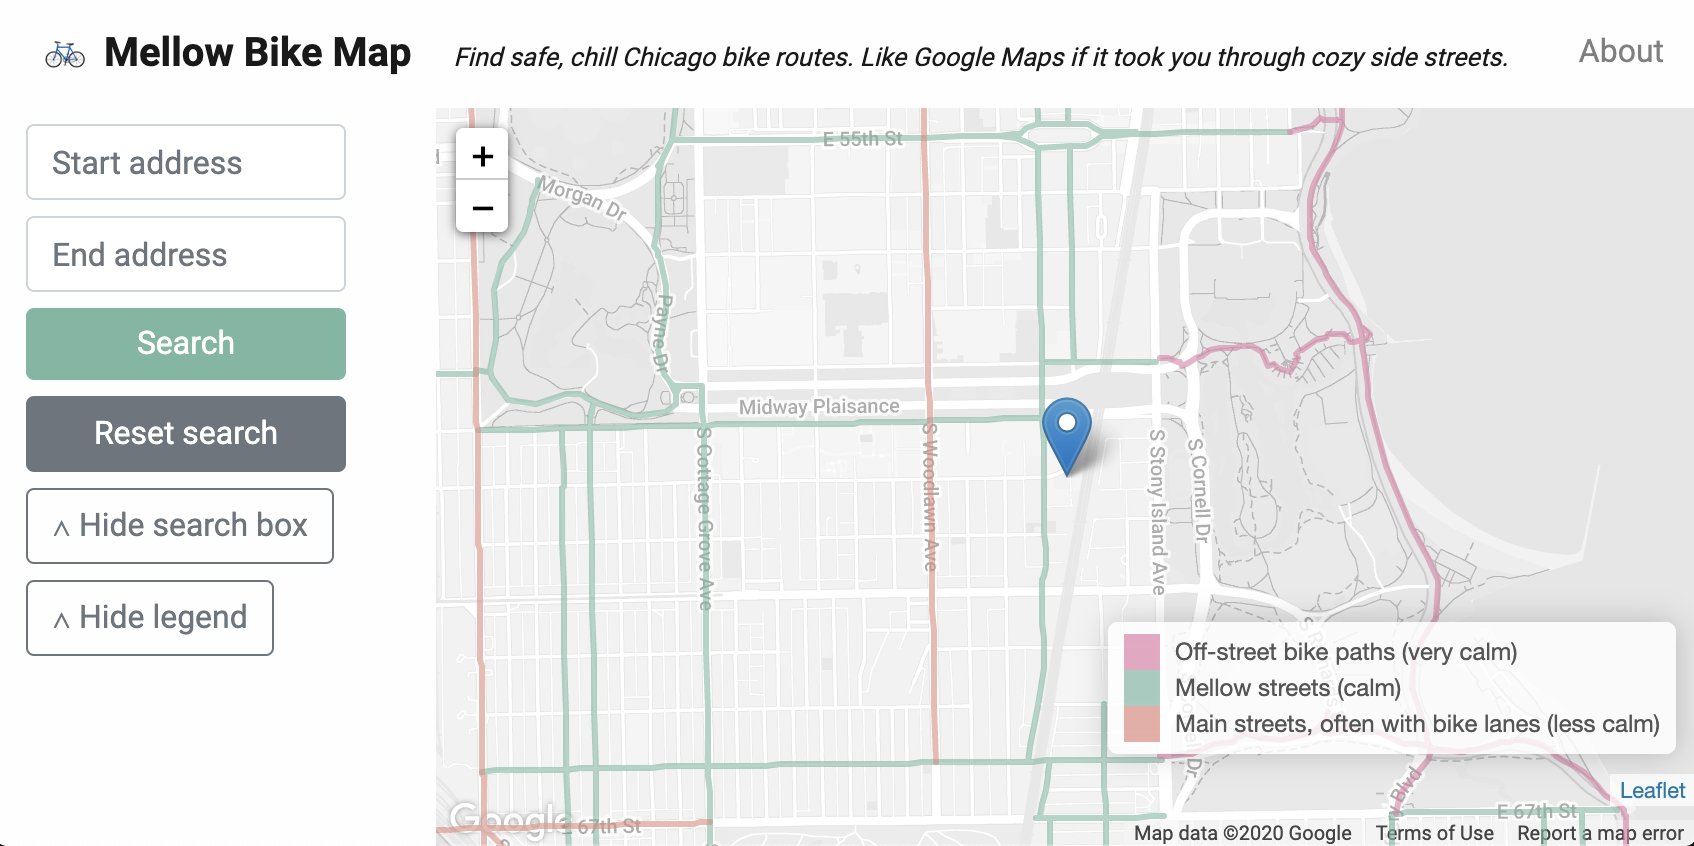 Mellow Bike Map
Find safe, chill Chicago bike routes. Like Google Maps if it took you through cozy side streets.
About
Start address
End address
Search
Reset search
Hide search box
Hide legend
+
−
E 55th St
Morgan Dr
Payne Dr
Midway Plaisance
S Cottage Grove Ave
S Woodlawn Ave
S Stony Island Ave
S Cornell Dr
Off-street bike paths (very calm)
Mellow streets (calm)
Main streets, often with bike lanes (less calm)
Dr
Blvd
Leaflet
E 67th St
Google
67th St
Map data ©2020 Google
Terms of Use
Report a map error